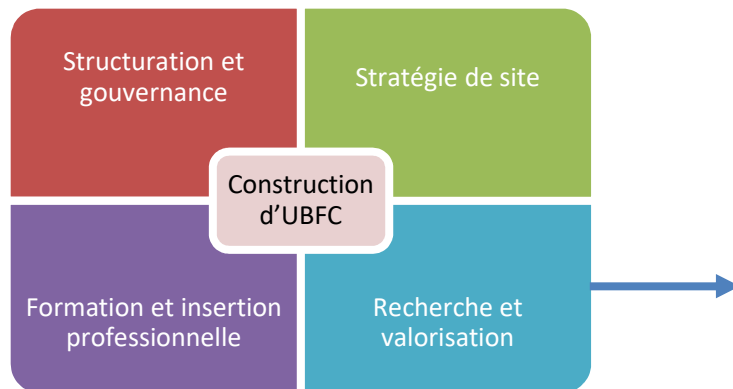 Structuration et
gouvernance
Stratégie de site
Construction
d’UBFC
Formation et insertion
professionnelle
Recherche et
valorisation